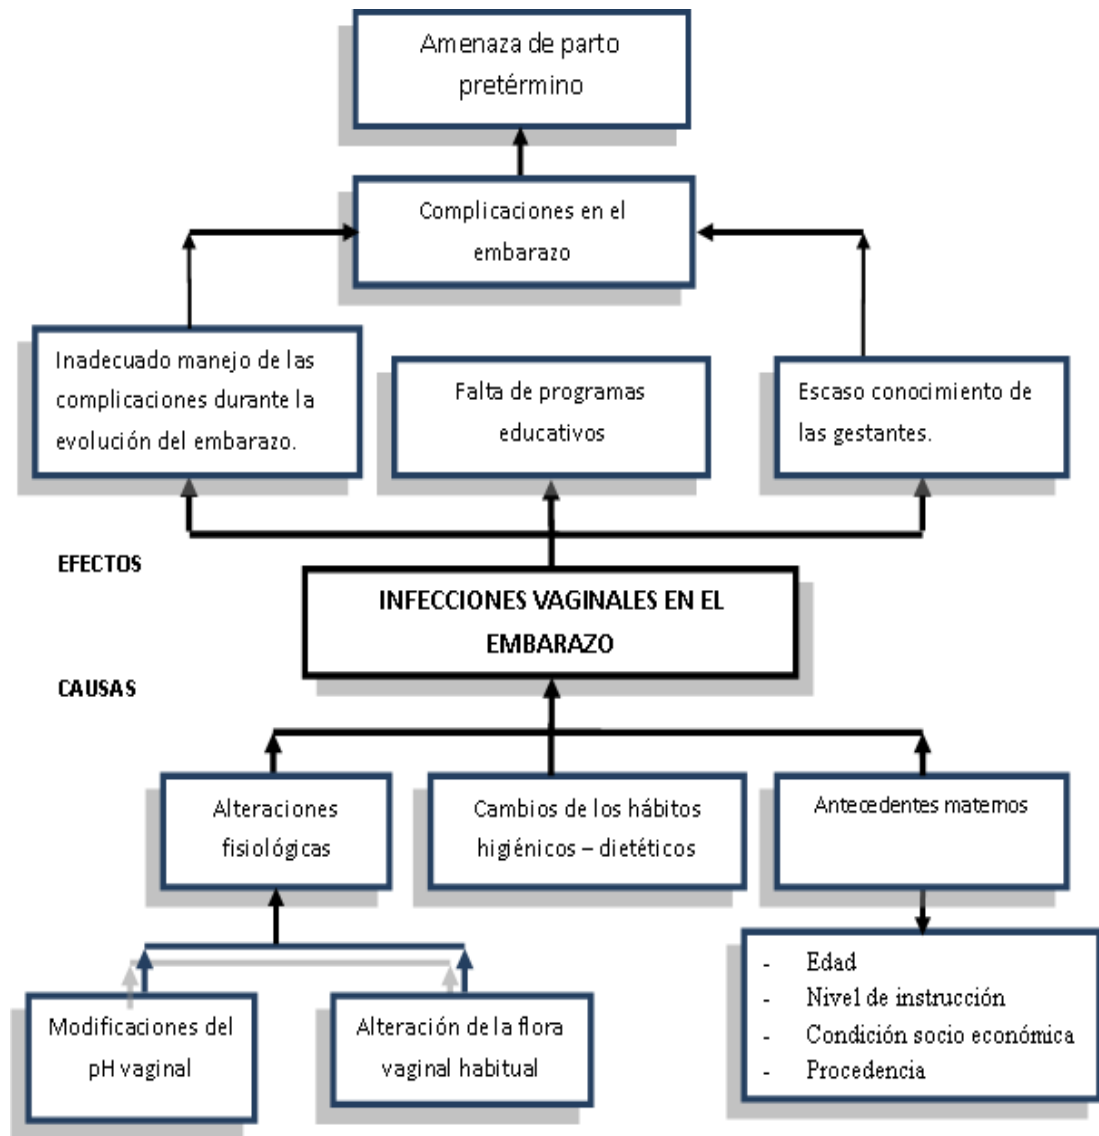 Amenaza de parto
pretérmino
Complicaciones en el
embarazo
Inadecuado manejo de las
complicaciones durante la
evolución del embarazo.
Falta de programas
educativos
Escaso conocimiento de
las gestantes.
EFECTOS
INFECCIONES VAGINALES EN EL
EMBARAZO
CAUSAS
Alteraciones
fisiológicas
Cambios de los hábitos
higiénicos – dietéticos
Antecedentes maternos
Modificaciones del
pH vaginal
Alteración de la flora
vaginal habitual
- Edad
- Nivel de instrucción
- Condición socio económica
- Procedencia